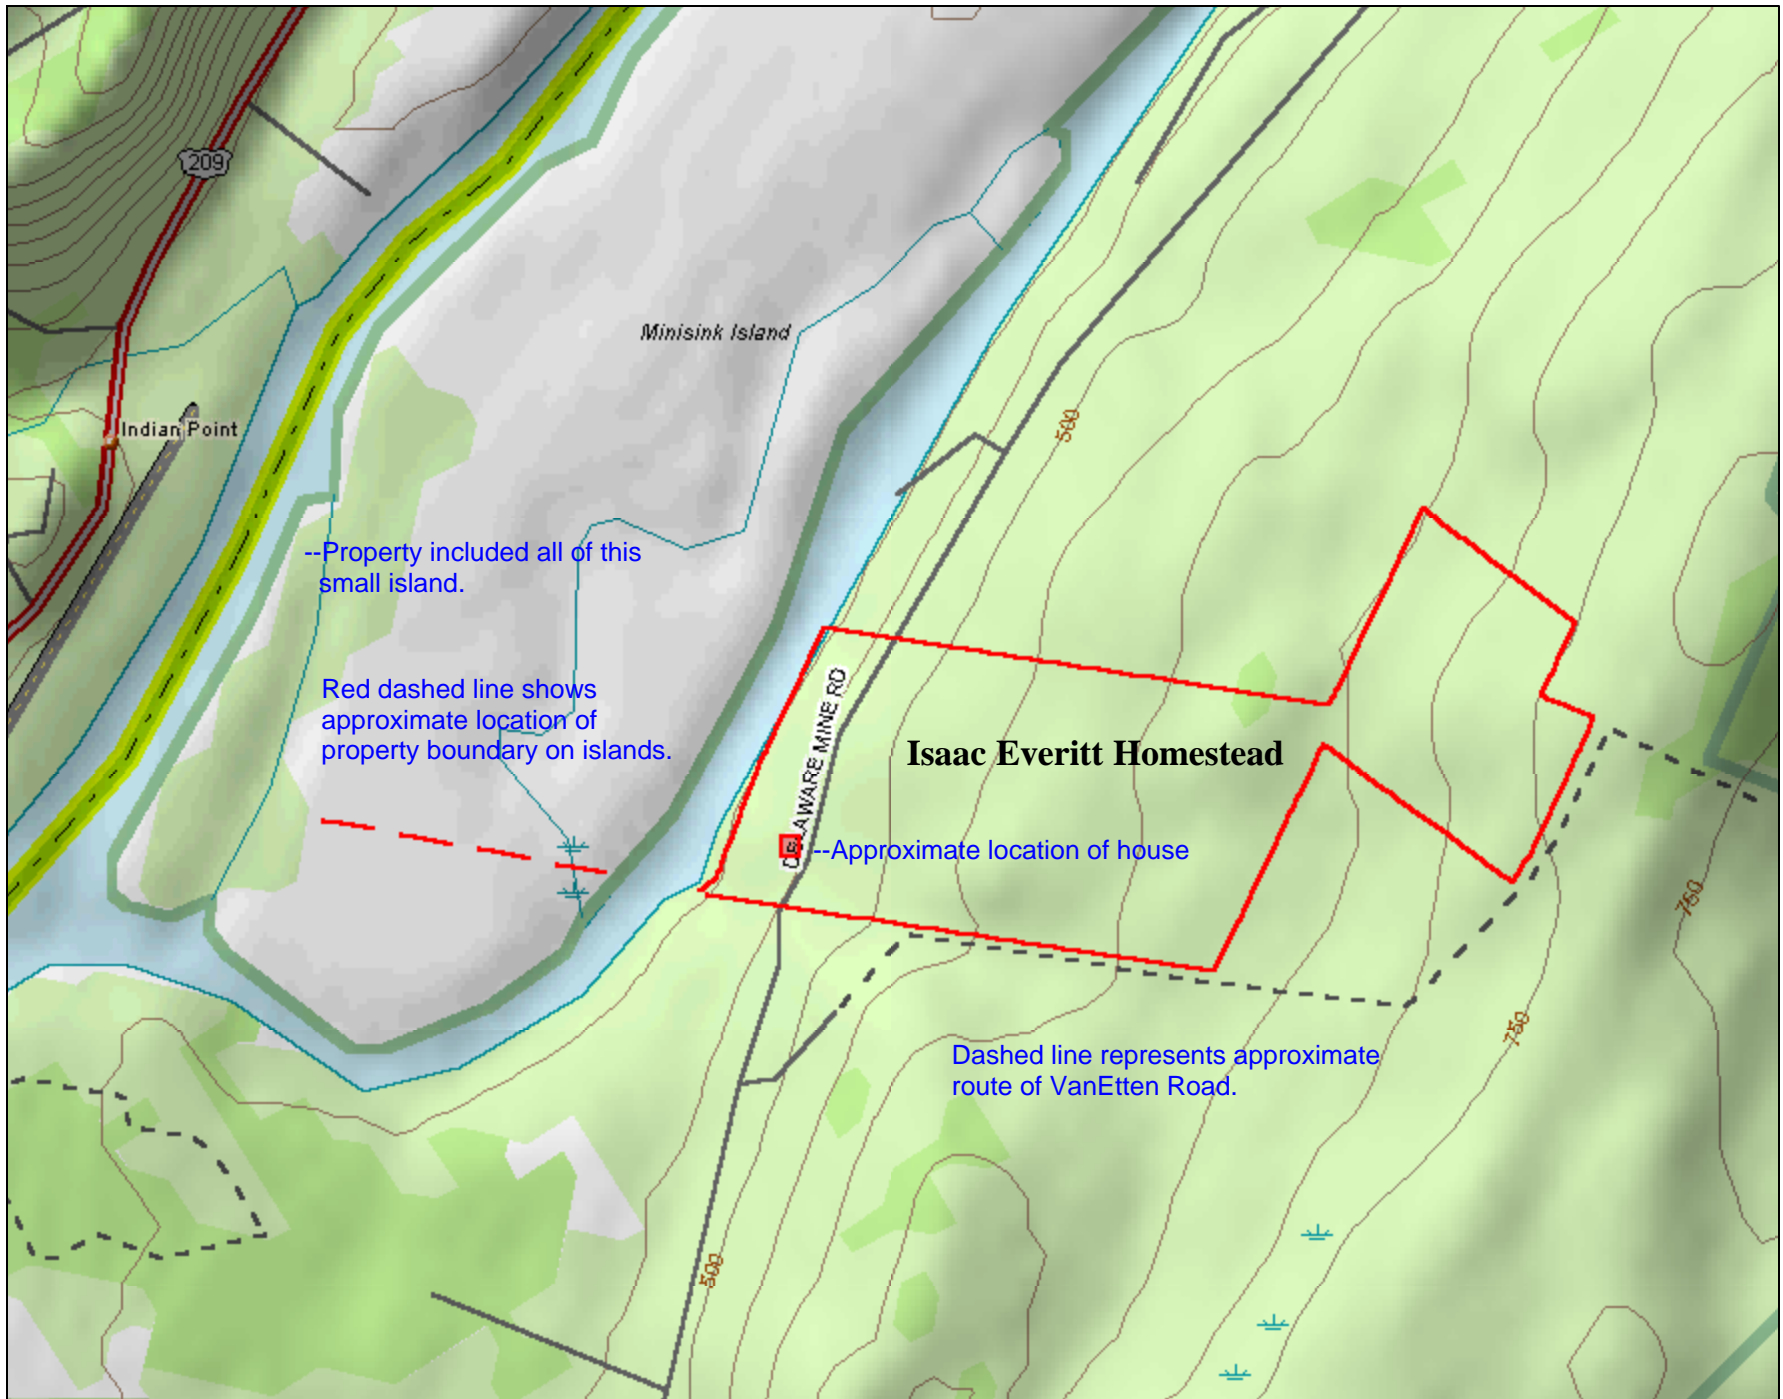 209
Minisink Island
Indian Point
500
--Property included all of this
small island.
Red dashed line shows
approximate location of
property boundary on islands.
DELAWARE MINE RD
Isaac Everitt Homestead
--Approximate location of house
750
750
Dashed line represents approximate
route of VanEtten Road.
500